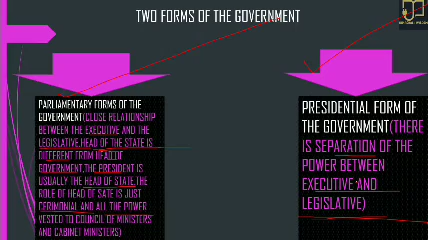 TWO FORMS OF THE GOVERNMENT
PARLIAMENTARY FORMS OF THE
GOVERNMENT(CLOSE RELATIONSHIP
BETWEEN THE EXECUTIVE AND THE
LEGISLATIVE,HEAD OF THE STATE IS
DIFFERENT FROM HEAD OF
GOVERNMENT,THE PRESIDENT IS
USUALLY THE HEAD OF STATE,THE
ROLE OF HEAD OF SATE IS JUST
CERIMONIAL AND ALL THE POWER
VESTED TO COUNCIL OF MINISTERS
AND CABINET MINISTERS)
PRESIDENTIAL FORM OF
THE GOVERNMENT(THERE
IS SEPARATION OF THE
POWER BETWEEN
EXECUTIVE AND
LEGISLATIVE)